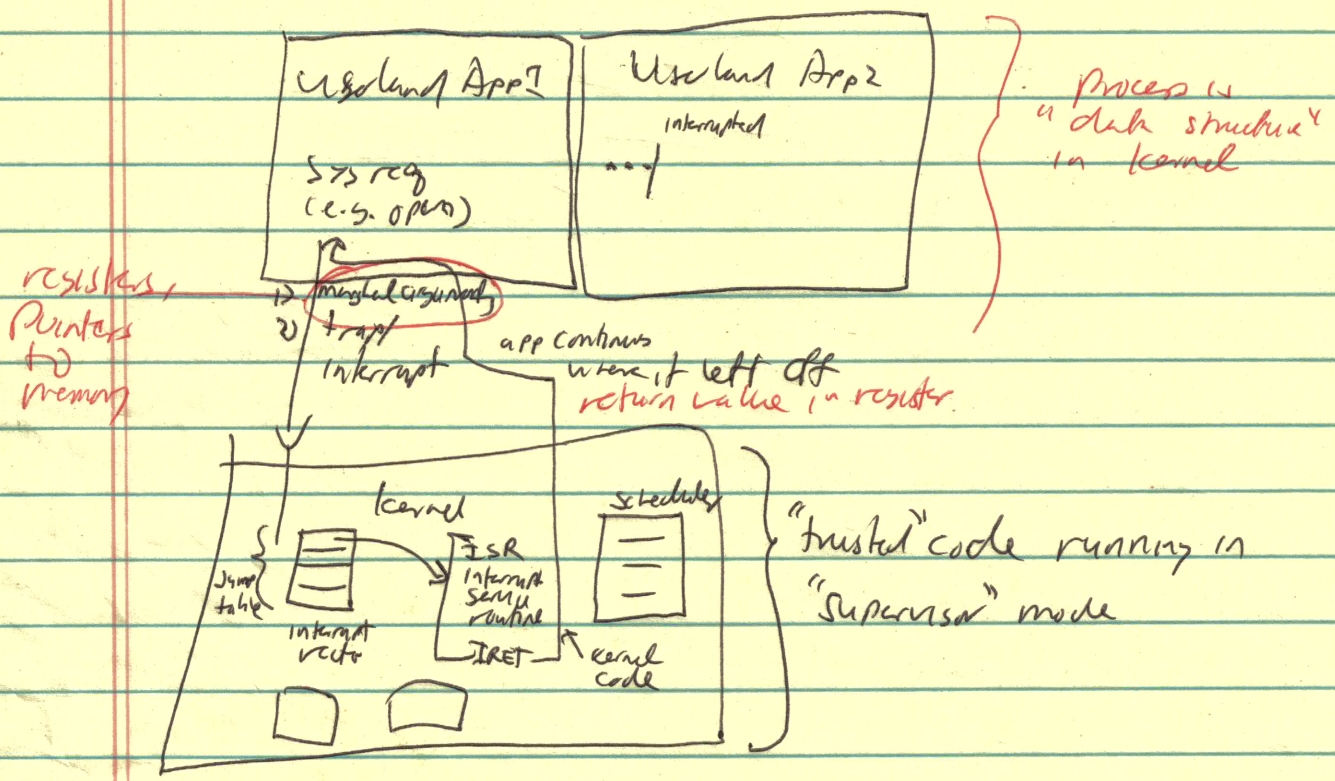 Userland App1
Userland App2
interrupted
Sys req
(e.g. open)
process is
"data structure"
in kernel
registers,
pointers
to
memory
1) marshal arguments
2) trap/
interrupt
app continues
where it left off
return value in register
kernel
scheduler
jump
table
interrupt
vector
ISR
interrupt
service
routine
IRET
kernel
code
"trusted" code running in
"supervisor" mode